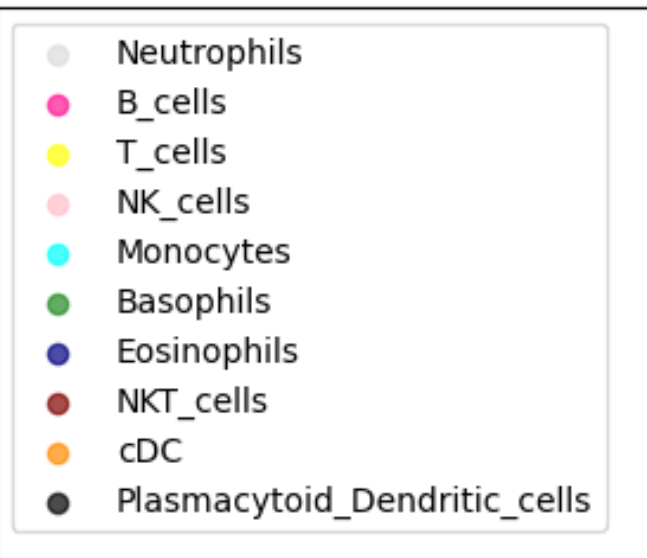 Neutrophils
B_cells
T_cells
NK_cells
Monocytes
Basophils
Eosinophils
NKT_cells
cDC
Plasmacytoid_Dendritic_cells